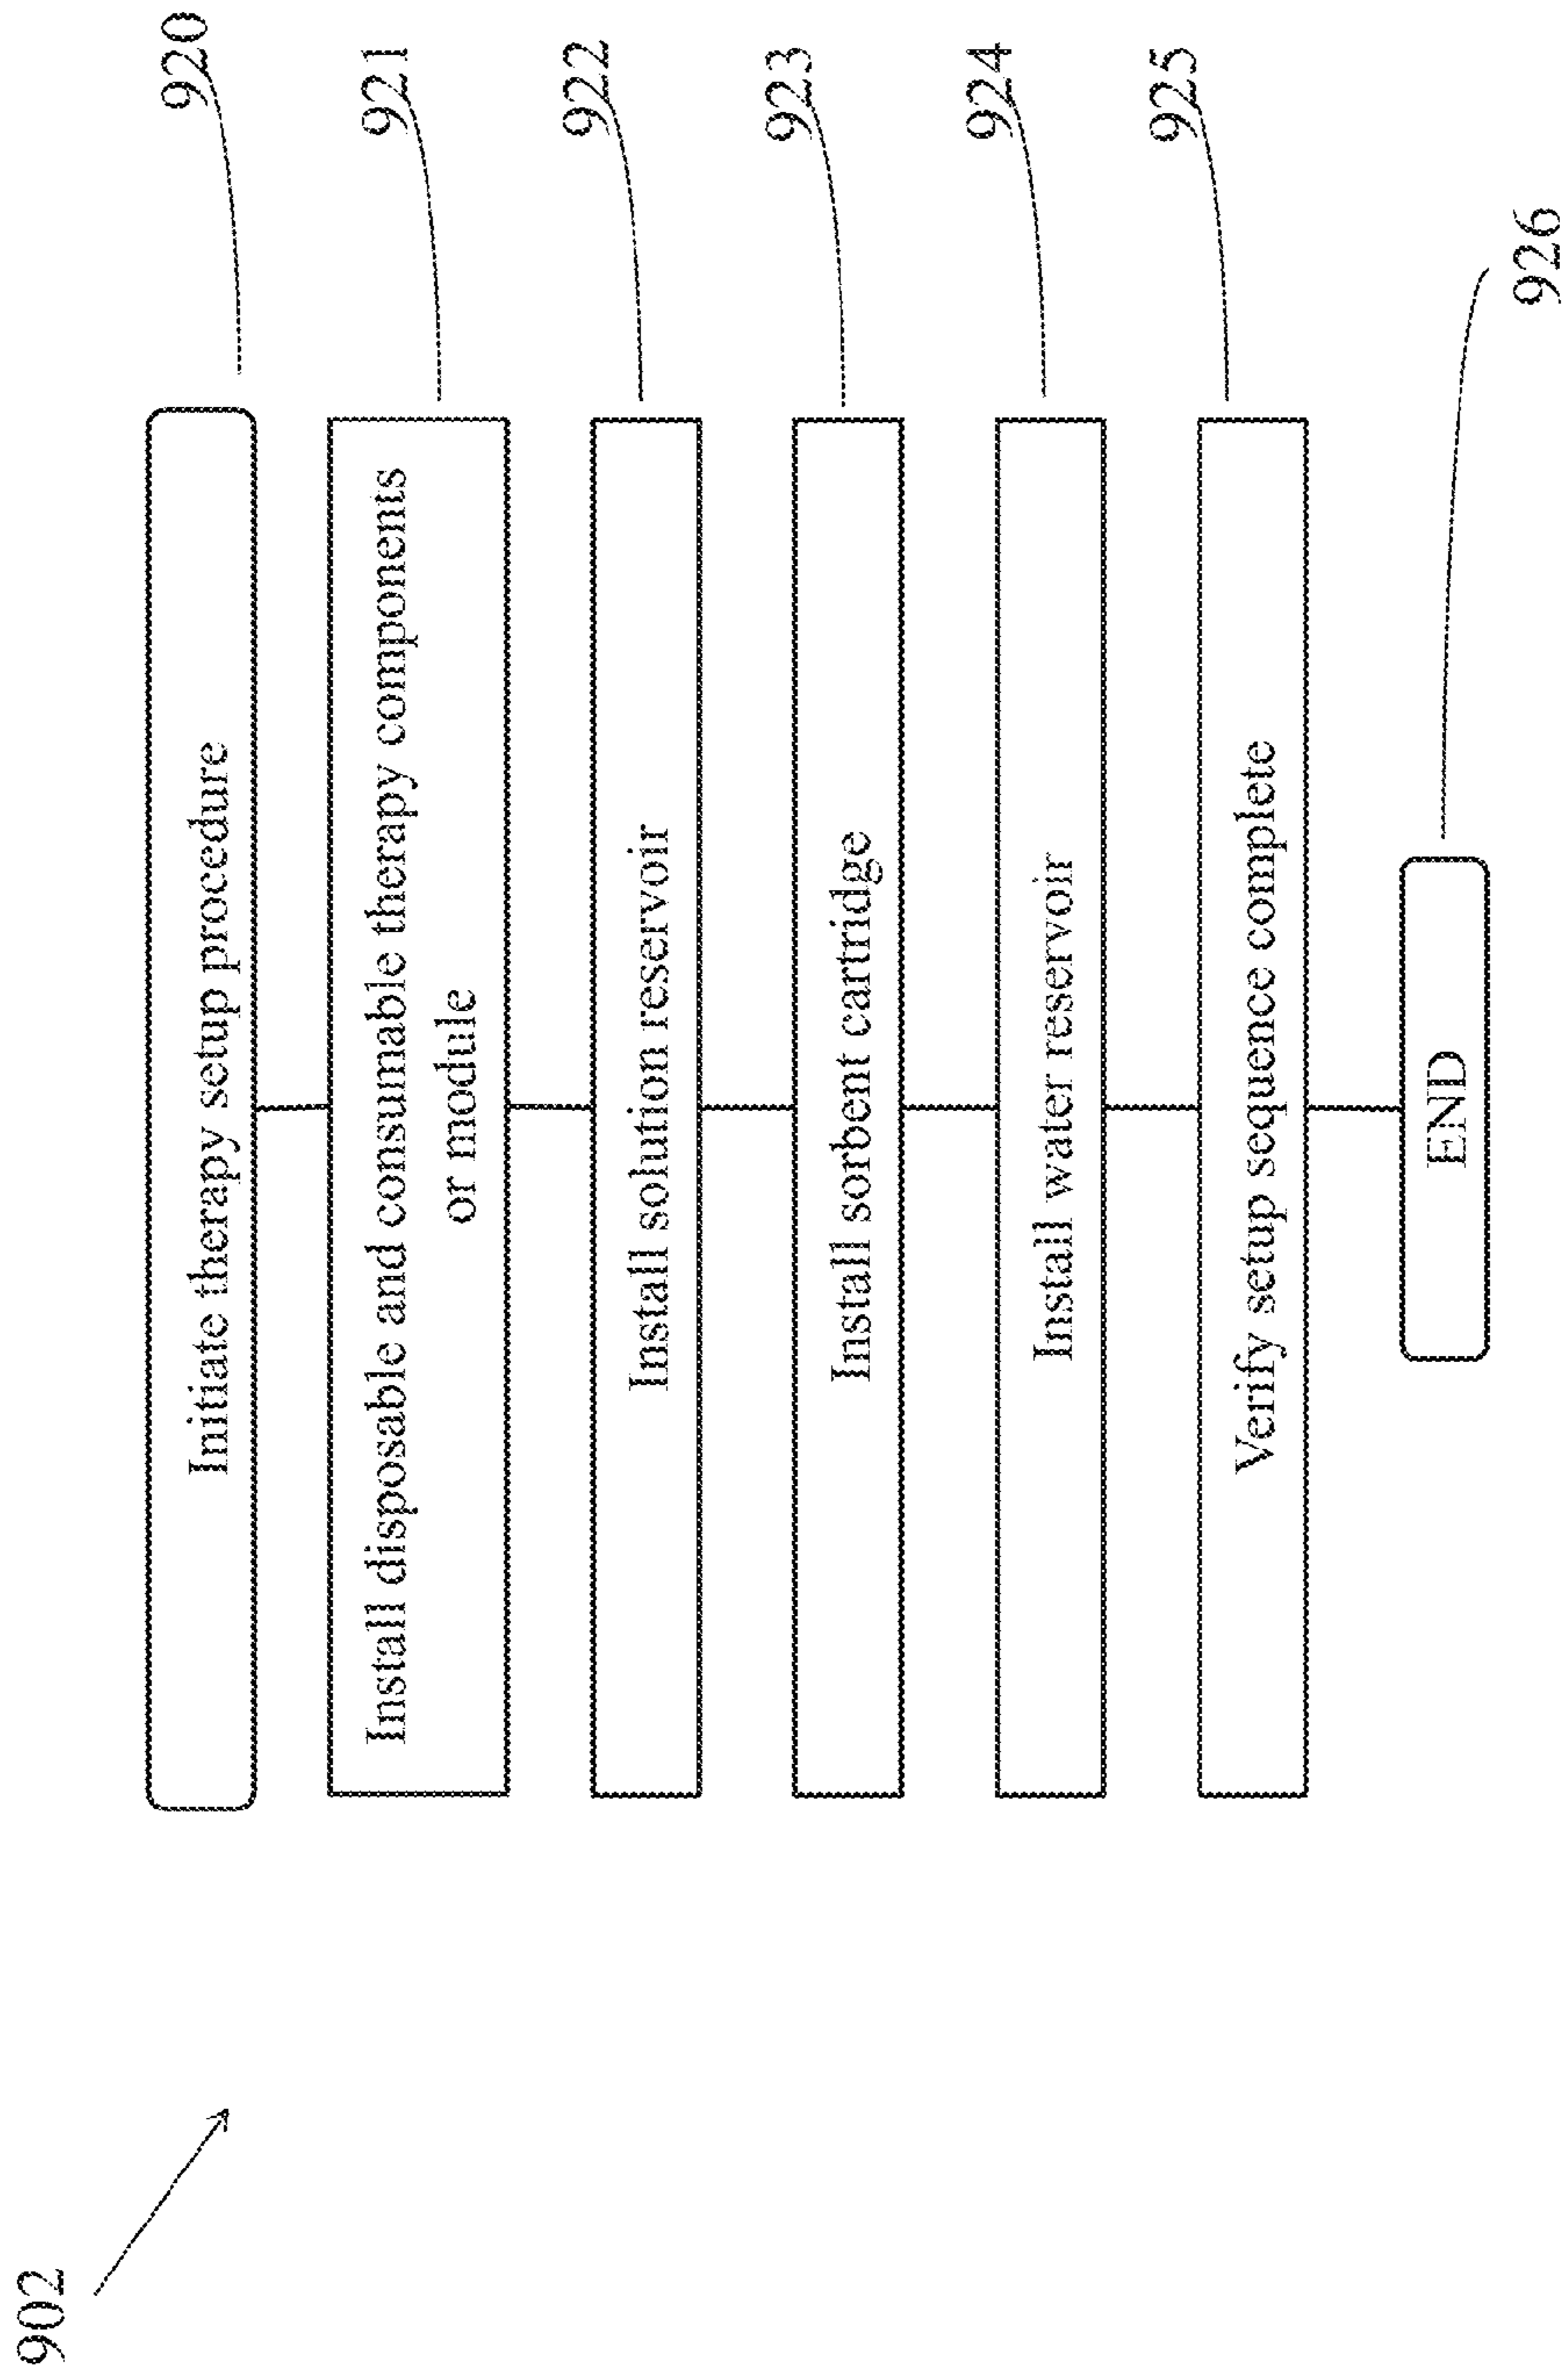 902
Initiate therapy setup procedure
920
Install disposable and consumable therapy components
or module
921
Install solution reservoir
922
Install sorbent cartridge
923
Install water reservoir
924
Verify setup sequence complete
925
END
926